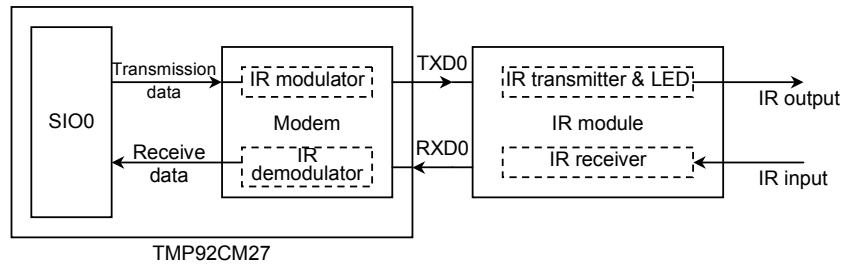 SIO0
Transmission
data
Receive
data
IR modulator
Modem
IR
demodulator
TXD0
RXD0
IR transmitter & LED
IR module
IR receiver
IR output
IR input
TMP92CM27